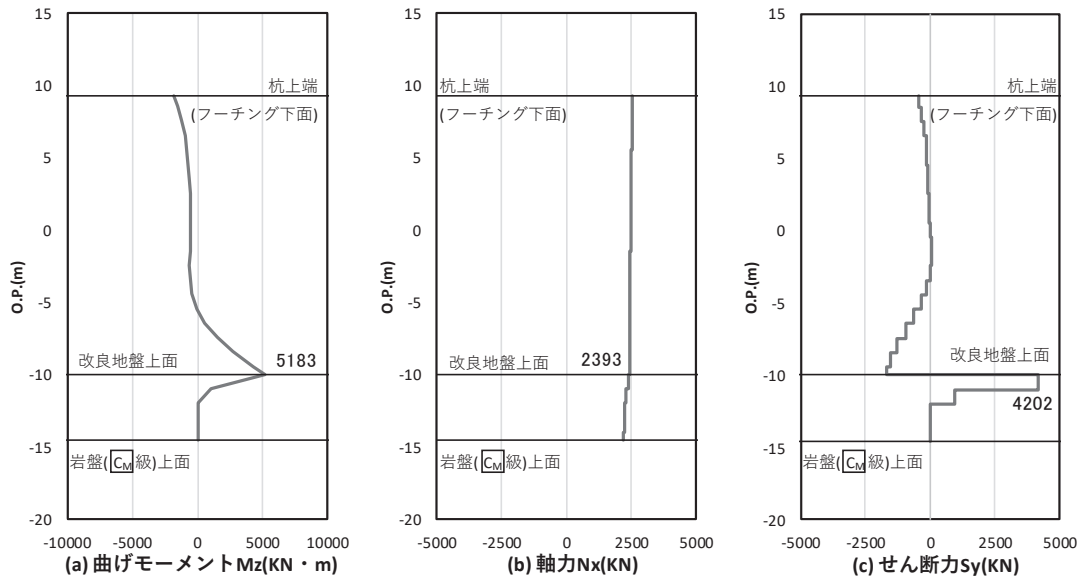 15
10
5
0
-5
-10
-15
-20
O.P.(m)
杭上端
(フーチング下面)
改良地盤上面
5183
岩盤(CM級)上面
-10000
-5000
0
5000
10000
(a) 曲げモーメントMz(KN・m)
15
10
5
0
-5
-10
-15
-20
O.P.(m)
杭上端
(フーチング下面)
改良地盤上面
2393
岩盤(CM級)上面
-5000
-2500
0
2500
5000
(b) 軸力Nx(KN)
15
10
5
0
-5
-10
-15
-20
O.P.(m)
杭上端
(フーチング下面)
改良地盤上面
4202
岩盤(CM級)上面
-5000
-2500
0
2500
5000
(c) せん断力Sy(KN)